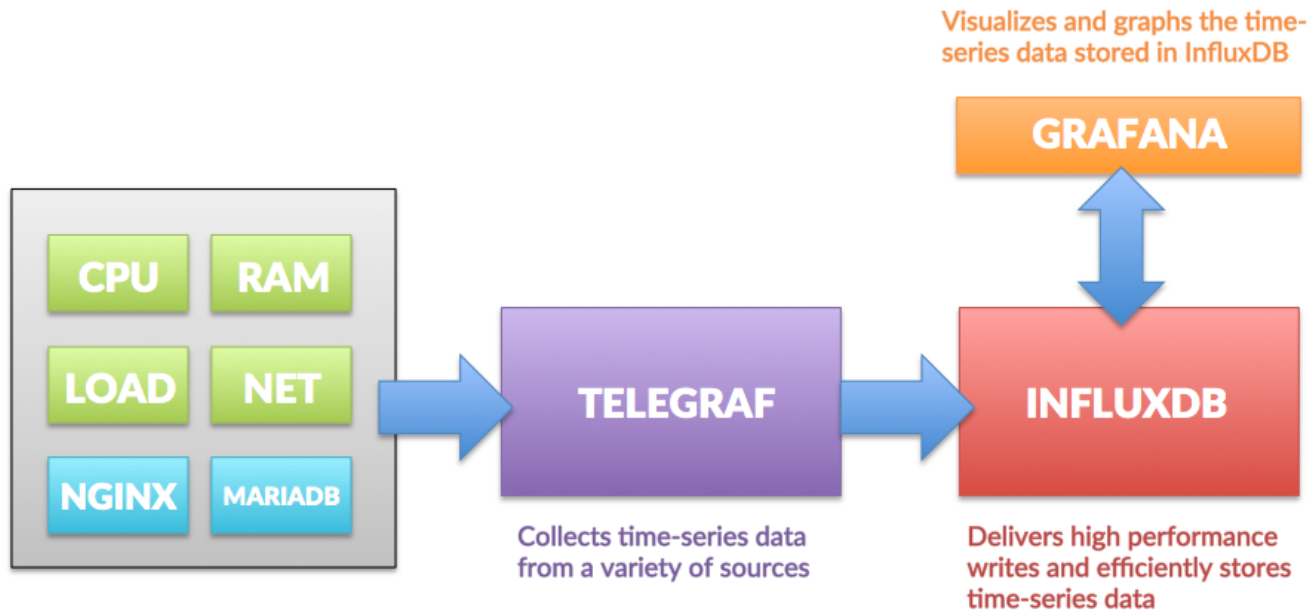 Visualizes and graphs the time-
series data stored in InfluxDB
GRAFANA
CPU
RAM
LOAD
NET
NGINX
MARIADB
TELEGRAF
INFLUXDB
Collects time-series data
from a variety of sources
Delivers high performance
writes and efficiently stores
time-series data